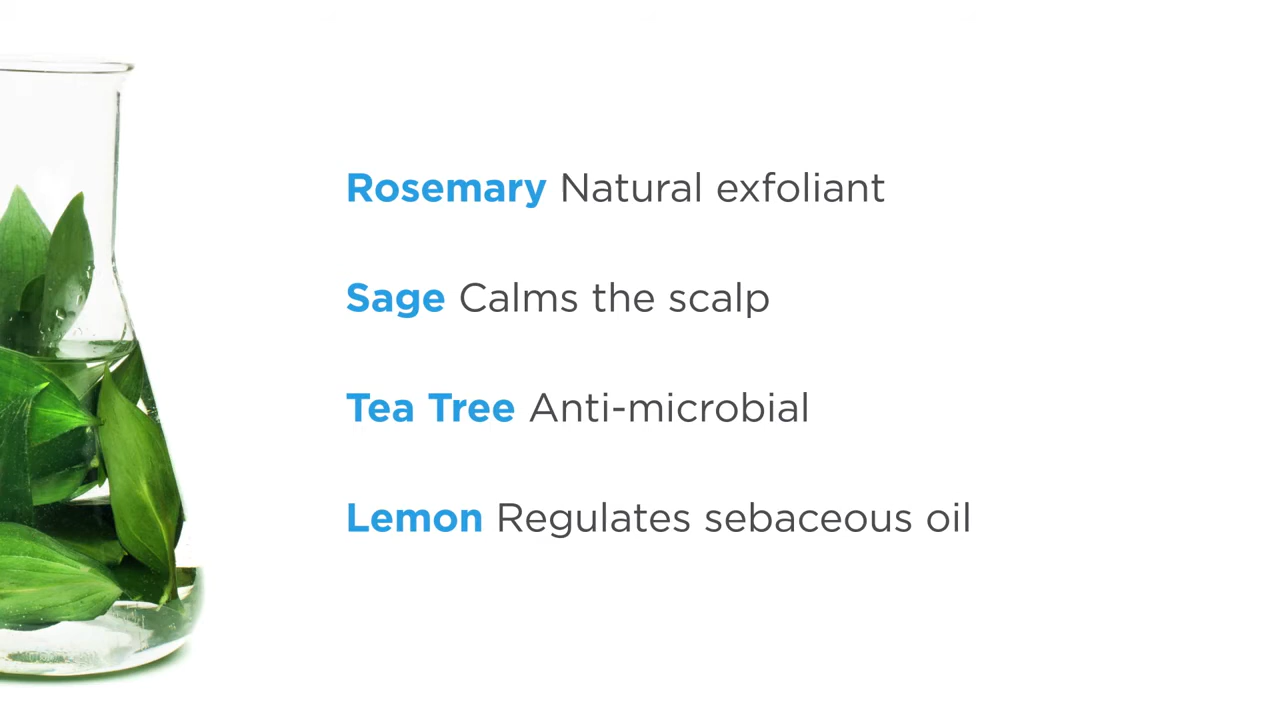 Rosemary Natural exfoliant
Sage Calms the scalp
Tea Tree Anti-microbial
Lemon Regulates sebaceous oil